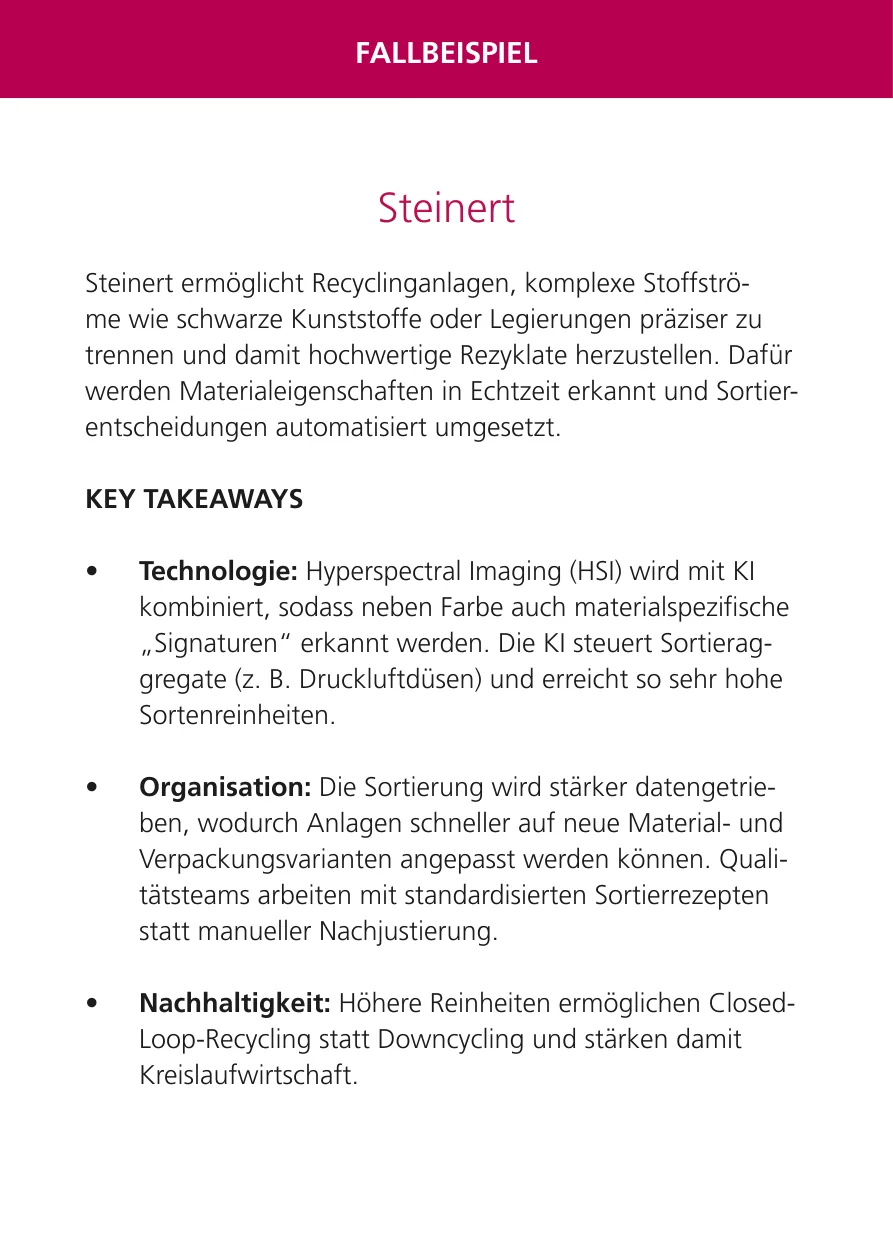 FALLBEISPIEL
Steinert
Steinert ermöglicht Recyclinganlagen, komplexe Stoffströ-
me wie schwarze Kunststoffe oder Legierungen präziser zu
trennen und damit hochwertige Rezyklate herzustellen. Dafür
werden Materialeigenschaften in Echtzeit erkannt und Sortier-
entscheidungen automatisiert umgesetzt.
KEY TAKEAWAYS
• Technologie: Hyperspectral Imaging (HSI) wird mit KI
kombiniert, sodass neben Farbe auch materialspezifische
„Signaturen“ erkannt werden. Die KI steuert Sortierag-
gregate (z. B. Druckluftdüsen) und erreicht so sehr hohe
Sortenreinheiten.
• Organisation: Die Sortierung wird stärker datengetrie-
ben, wodurch Anlagen schneller auf neue Material- und
Verpackungsvarianten angepasst werden können. Quali-
tätsteams arbeiten mit standardisierten Sortierrezepten
statt manueller Nachjustierung.
• Nachhaltigkeit: Höhere Reinheiten ermöglichen Closed-
Loop-Recycling statt Downcycling und stärken damit
Kreislaufwirtschaft.